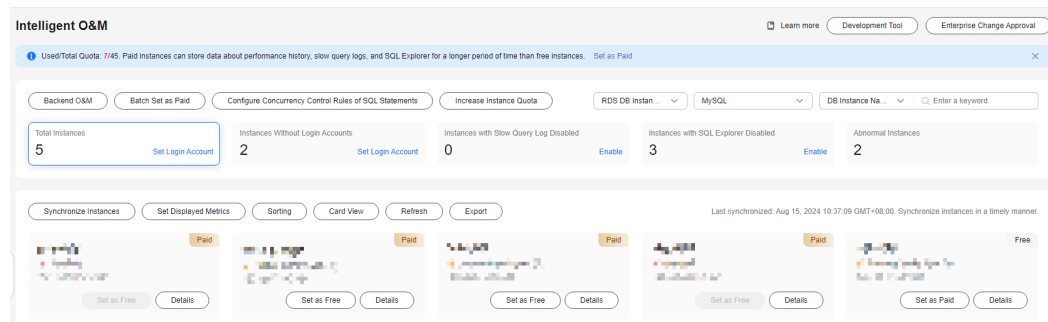 Intelligent O&M
Learn more Development Tool Enterprise Change Approval
Used/Total Quota: 7/45. Paid instances can store data about performance history, slow query logs, and SQL Explorer for a longer period of time than free instances. Set as Paid
Backend O&M Batch Set as Paid Configure Concurrency Control Rules of SQL Statements Increase Instance Quota RDS DB Instan... MySQL DB Instance Na... Enter a keyword.
Total Instances Instances Without Login Accounts Instances with Slow Query Log Disabled Instances with SQL Explorer Disabled Abnormal Instances
5 Set Login Account 2 Set Login Account 0 Enable 3 Enable 2
Synchronize Instances Set Displayed Metrics Sorting Card View Refresh Export Last synchronized: Aug 15, 2024 10:37:09 GMT+08:00. Synchronize instances in a timely manner.
Paid Paid Paid Paid Free
Set as Free Details Set as Free Details Set as Free Details Set as Free Details Set as Paid Details